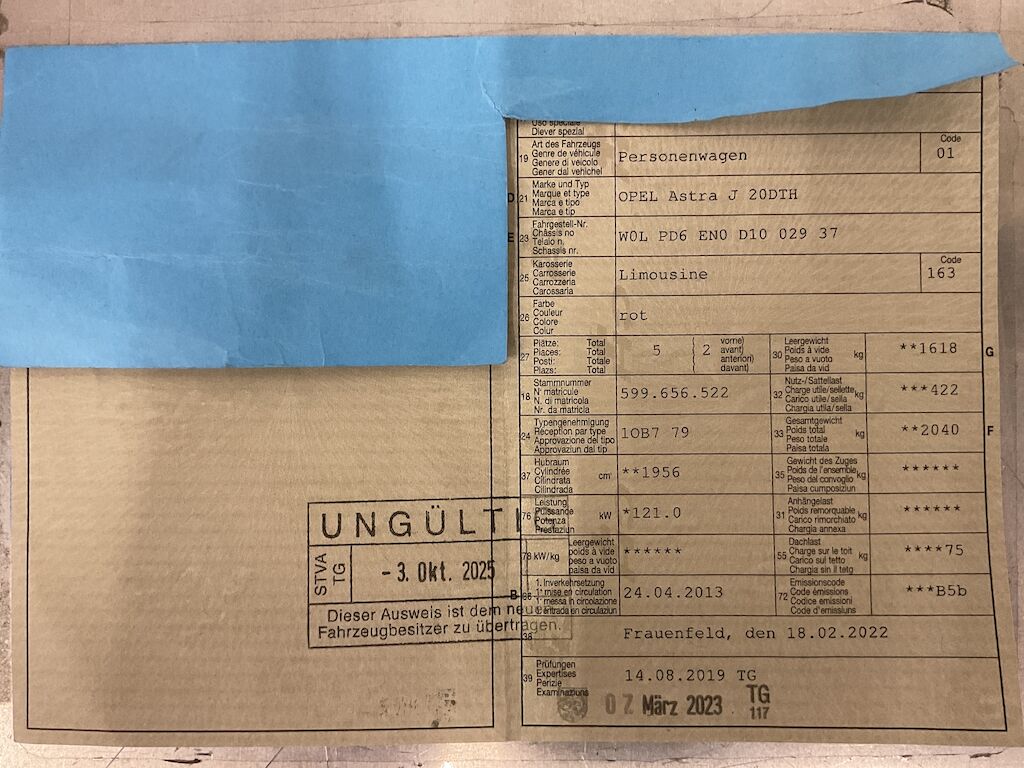 Uso speciale
Diever spezial
19 Art des Fahrzeugs
Genre de véhicule
Genere di veicolo
Gener dal vehichel
Personenwagen
Code
01
D 21 Marke und Typ
Marque et type
Marca e tipo
Marca e tip
OPEL Astra J 20DTH
E 23 Fahrgestell-Nr.
Châssis no
Telaio n.
Schassis nr.
W0L PD6 EN0 D10 029 37
25 Karosserie
Carrosserie
Carrozzeria
Carossaria
Limousine
Code
163
26 Farbe
Couleur
Colore
Colur
rot
27 Plätze: Total
Places: Total
Posti: Totale
Plazs: Total
5 ( 2 vorne)
avant)
anteriori)
davant)
30 Leergewicht
Poids à vide
Peso a vuoto
Paisa da vid
kg
**1618
G
18 Stammnummer
N° matricule
N. di matricola
Nr. da matricla
599.656.522
32 Nutz-/Sattellast
Charge utile/sellette
Carico utile/sella
Chargia utila/sella
kg
***422
24 Typengenehmigung
Réception par type
Approvazione del tipo
Approvaziun dal tip
1OB7 79
33 Gesamtgewicht
Poids total
Peso totale
Paisa totala
kg
**2040
F
37 Hubraum
Cylindrée
Cilindrata
Cilindrada
cm³
**1956
35 Gewicht des Zuges
Poids de l'ensemble
Peso del convoglio
Paisa cumposiziun
kg
******
76 Leistung
Puissance
Potenza
Prestaziun
kW
*121.0
31 Anhängelast
Poids remorquable
Carico rimorchiato
Chargia annexa
kg
******
78 kW/kg
Leergewicht
poids à vide
peso a vuoto
paisa da vid
******
55 Dachlast
Charge sur le toit
Carico sul tetto
Chargia sin il tetg
kg
****75
B 36 1. Inverkehrsetzung
1re mise en circulation
1a messa in circolazione
1. entrada en circulaziun
24.04.2013
72 Emissionscode
Code émissions
Codice emissioni
Code d'emissiuns
***B5b
38
Frauenfeld, den 18.02.2022
39 Prüfungen
Expertises
Perizie
Examinaziuns
14.08.2019 TG
07 März 2023 TG
117
UNGÜLTIG
STVA
TG
- 3. Okt. 2025
Dieser Ausweis ist dem neuen
Fahrzeugbesitzer zu übertragen.